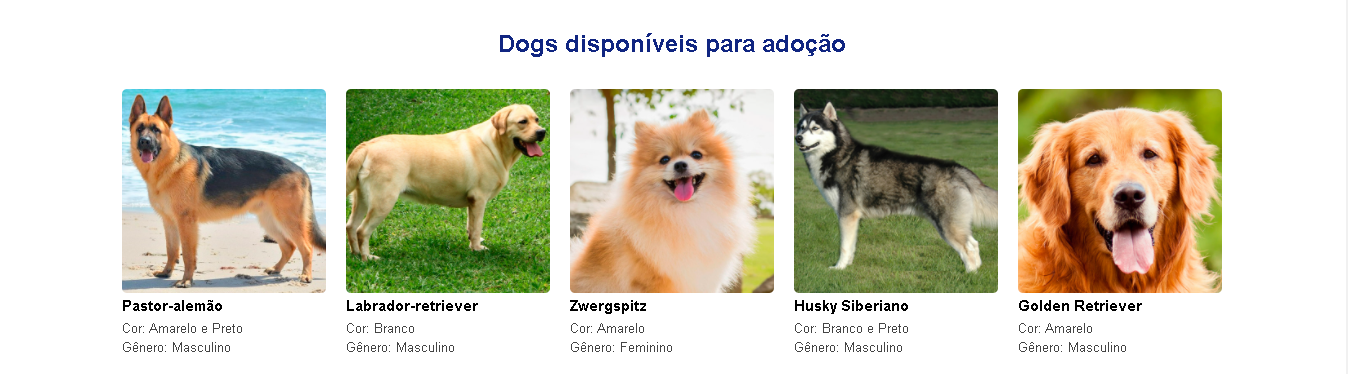 Dogs disponíveis para adoção
Pastor-alemão
Cor: Amarelo e Preto
Gênero: Masculino
Labrador-retriever
Cor: Branco
Gênero: Masculino
Zwergspitz
Cor: Amarelo
Gênero: Feminino
Husky Siberiano
Cor: Branco e Preto
Gênero: Masculino
Golden Retriever
Cor: Amarelo
Gênero: Masculino